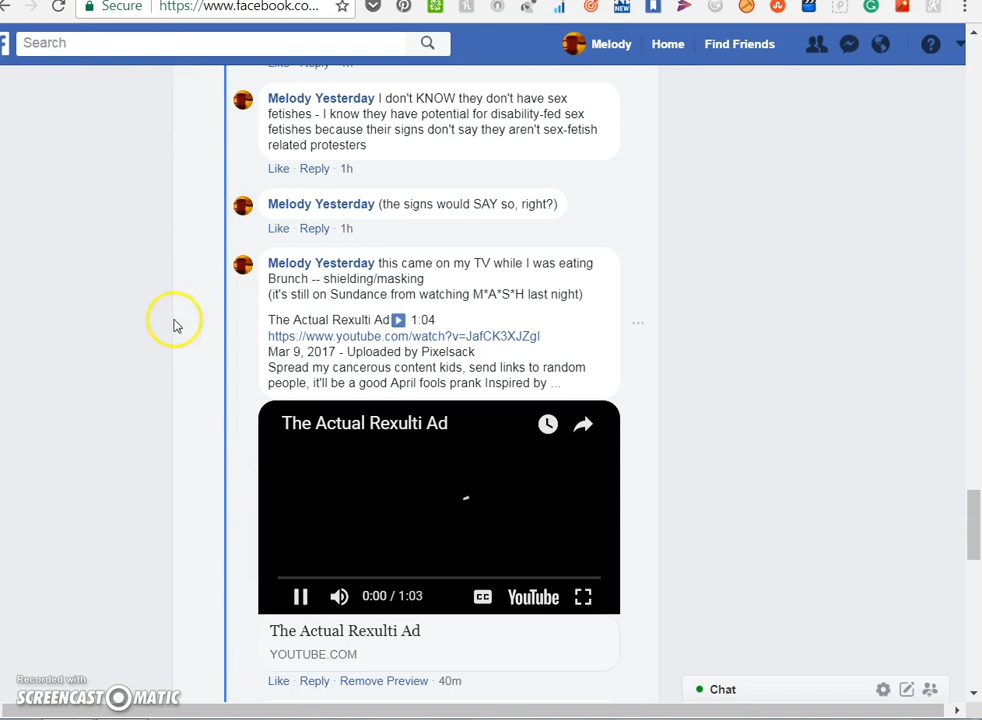 Secure https://www.facebook.co...
Search
Melody Home Find Friends
Like · Reply · 1h
Melody Yesterday I don't KNOW they don't have sex
fetishes - I know they have potential for disability-fed sex
fetishes because their signs don't say they aren't sex-fetish
related protesters
Like · Reply · 1h
Melody Yesterday (the signs would SAY so, right?)
Like · Reply · 1h
Melody Yesterday this came on my TV while I was eating
Brunch -- shielding/masking
(it's still on Sundance from watching M*A*S*H last night)
The Actual Rexulti Ad▶ 1:04
https://www.youtube.com/watch?v=JafCK3XJZgI
Mar 9, 2017 - Uploaded by Pixelsack
Spread my cancerous content kids, send links to random
people, it'll be a good April fools prank Inspired by ...
The Actual Rexulti Ad
0:00 / 1:03 CC YouTube
The Actual Rexulti Ad
YOUTUBE.COM
Like · Reply · Remove Preview · 40m
Chat
Recorded with
SCREENCAST-O-MATIC